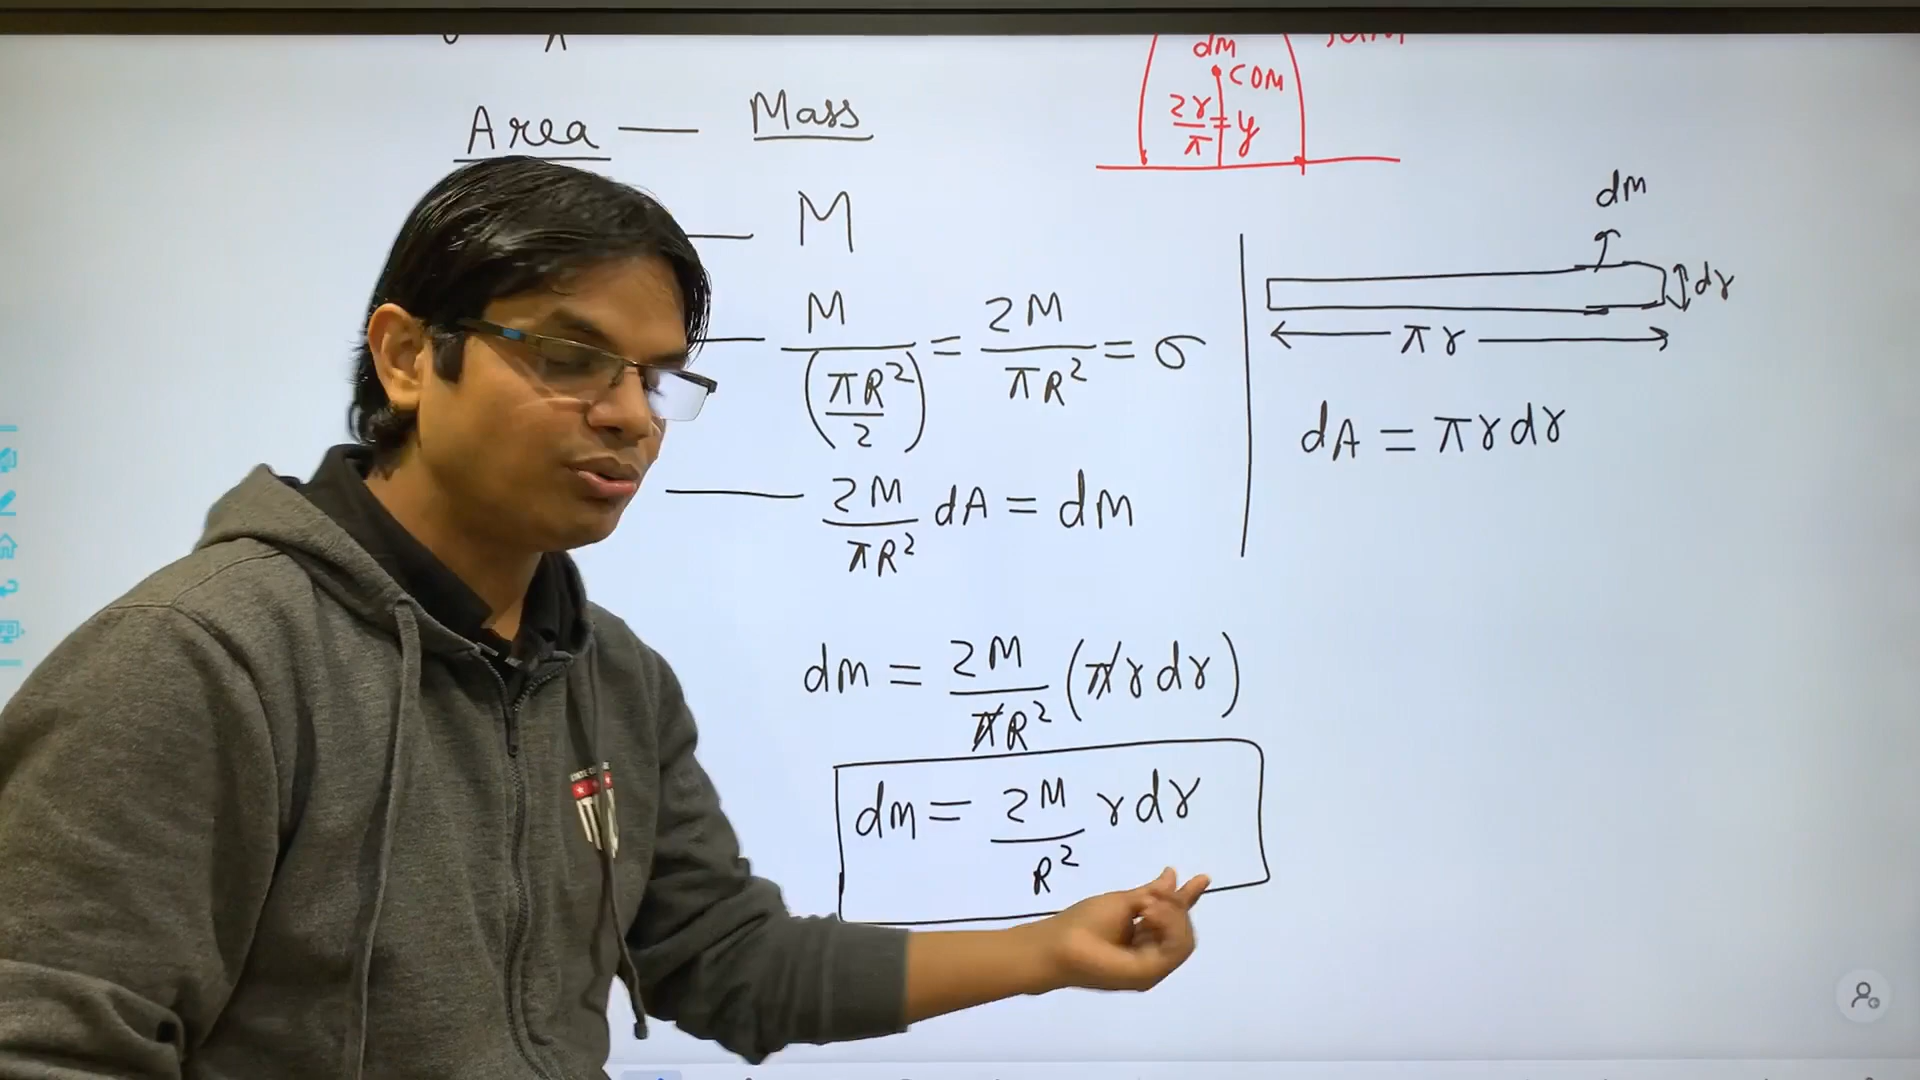 dm
COM
2r/π = y
Area — Mass
M
M/(πR²/2) = 2M/πR² = σ
2M/πR² dA = dm
dm = 2M/πR² (πr dr)
dm = 2M/R² r dr
dm
dr
πr
dA = πr dr